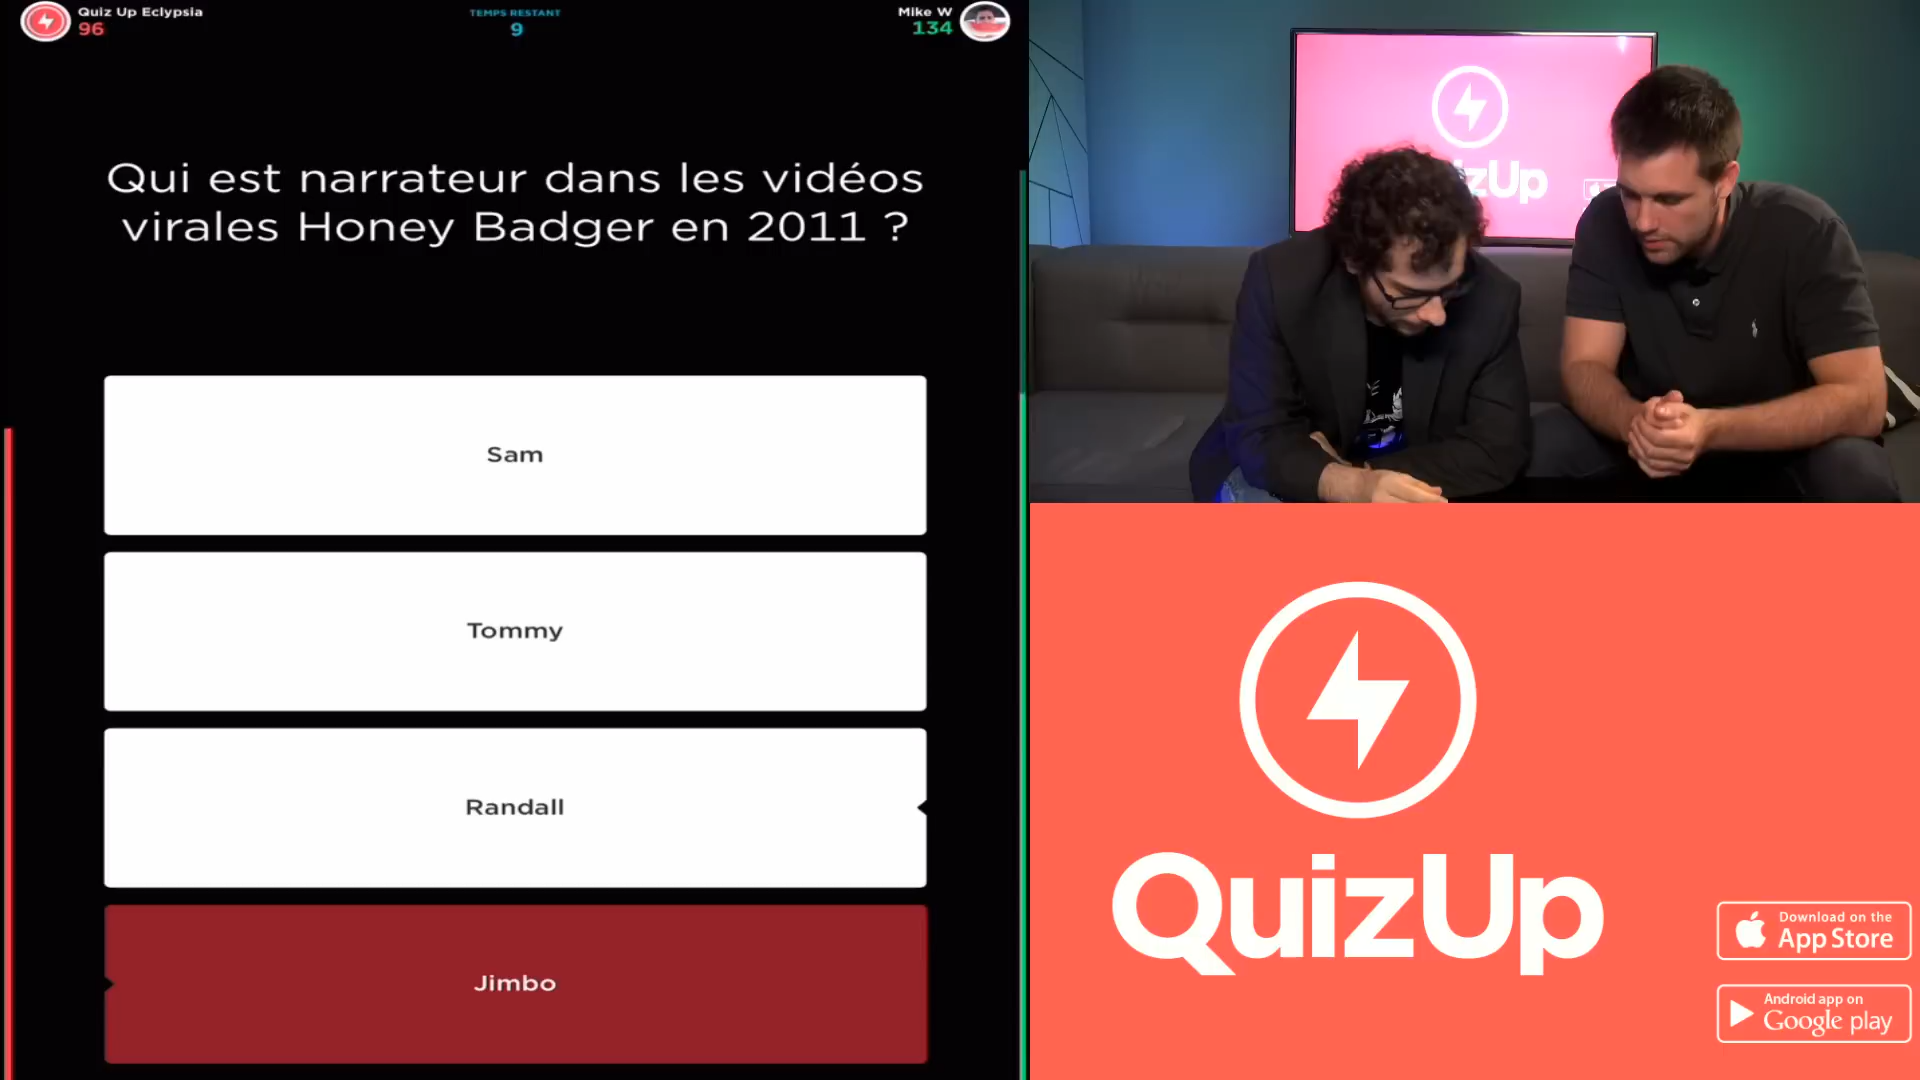 Quiz Up Eclypsia
96
TEMPS RESTANT
9
Mike W
134
Qui est narrateur dans les vidéos
virales Honey Badger en 2011 ?
Sam
Tommy
Randall
Jimbo
zUp
QuizUp
Download on the
App Store
Android app on
Google play